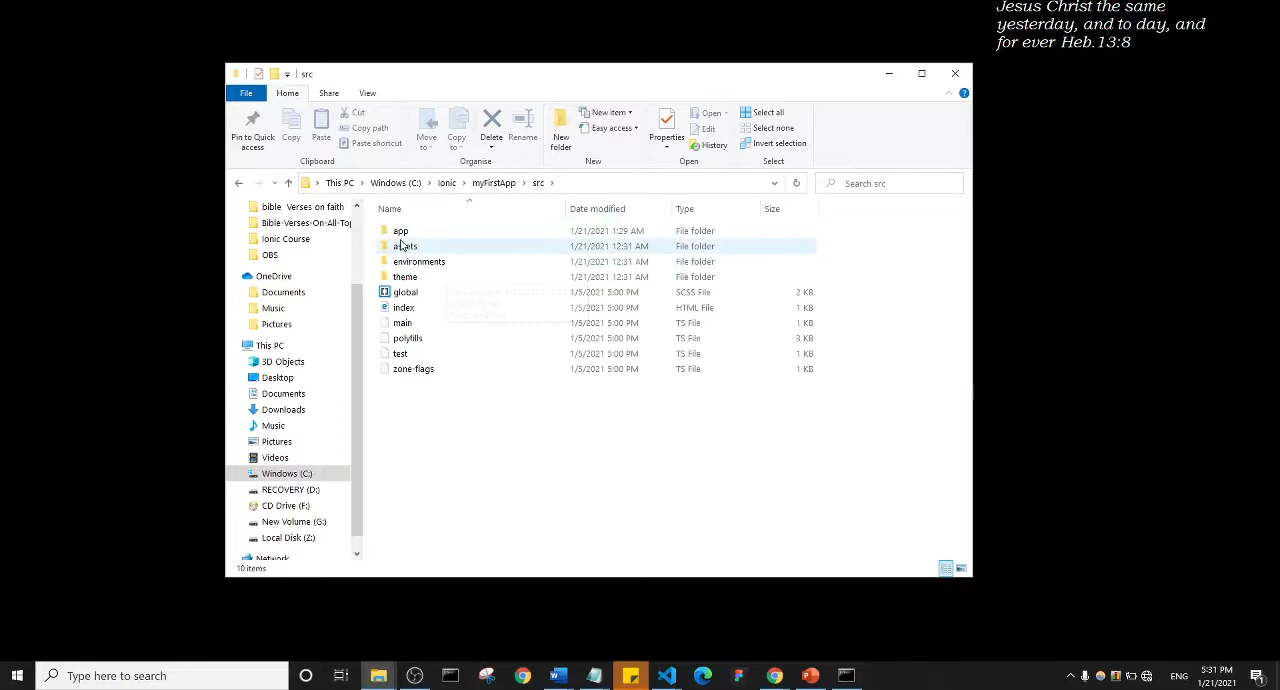 Jesus Christ the same
yesterday, and to day, and
for ever Heb.13:8
src
File Home Share View
Pin to Quick access
Copy
Paste
Cut
Copy path
Paste shortcut
Clipboard
Move to
Copy to
Delete
Rename
Organise
New folder
New item
Easy access
New
Properties
Open
Edit
History
Open
Select all
Select none
Invert selection
Select
This PC > Windows (C:) > Ionic > myFirstApp > src >
Search src
bible Verses on faith
Bible-Verses-On-All-Top
Ionic Course
OBS
OneDrive
Documents
Music
Pictures
This PC
3D Objects
Desktop
Documents
Downloads
Music
Pictures
Videos
Windows (C:)
RECOVERY (D:)
CD Drive (F:)
New Volume (G:)
Local Disk (Z:)
Network
Name Date modified Type Size
app 1/21/2021 1:29 AM File folder
assets 1/21/2021 12:31 AM File folder
environments 1/21/2021 12:31 AM File folder
theme 1/21/2021 12:31 AM File folder
global 1/5/2021 5:00 PM SCSS File 2 KB
index 1/5/2021 5:00 PM HTML File 1 KB
main 1/5/2021 5:00 PM TS File 1 KB
polyfills 1/5/2021 5:00 PM TS File 3 KB
test 1/5/2021 5:00 PM TS File 1 KB
zone-flags 1/5/2021 5:00 PM TS File 1 KB
10 items
Type here to search
ENG
5:31 PM
1/21/2021